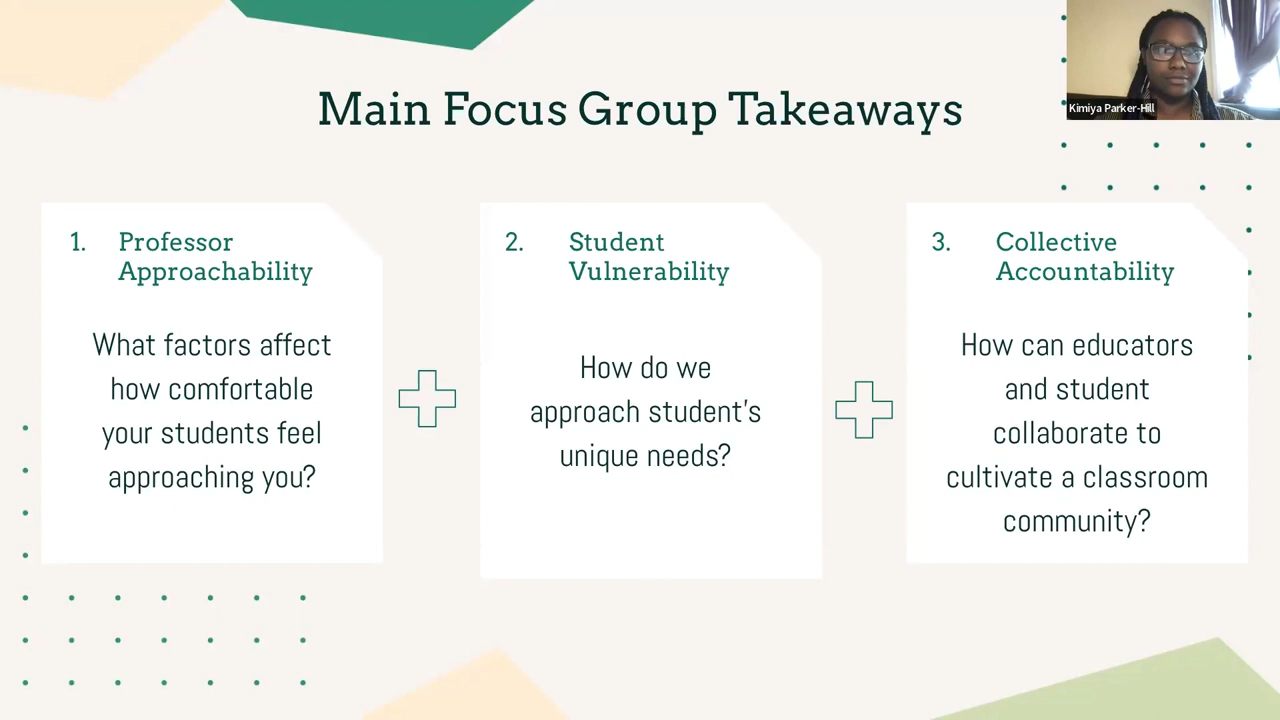 Main Focus Group Takeaways
Kimiya Parker-Hill
1. Professor
Approachability
What factors affect
how comfortable
your students feel
approaching you?
2. Student
Vulnerability
How do we
approach student's
unique needs?
3. Collective
Accountability
How can educators
and student
collaborate to
cultivate a classroom
community?